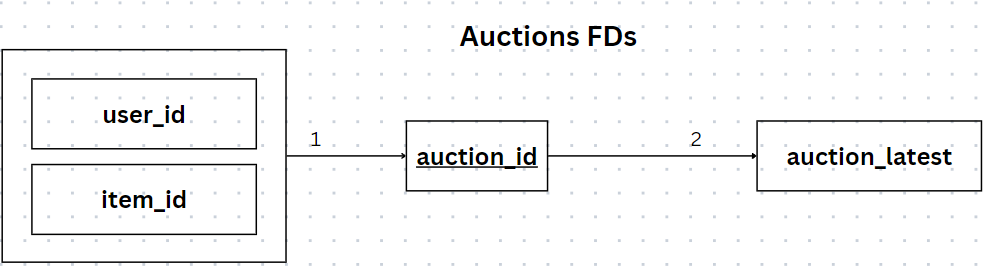 Auctions FDs
user_id
item_id
1
auction_id
2
auction_latest